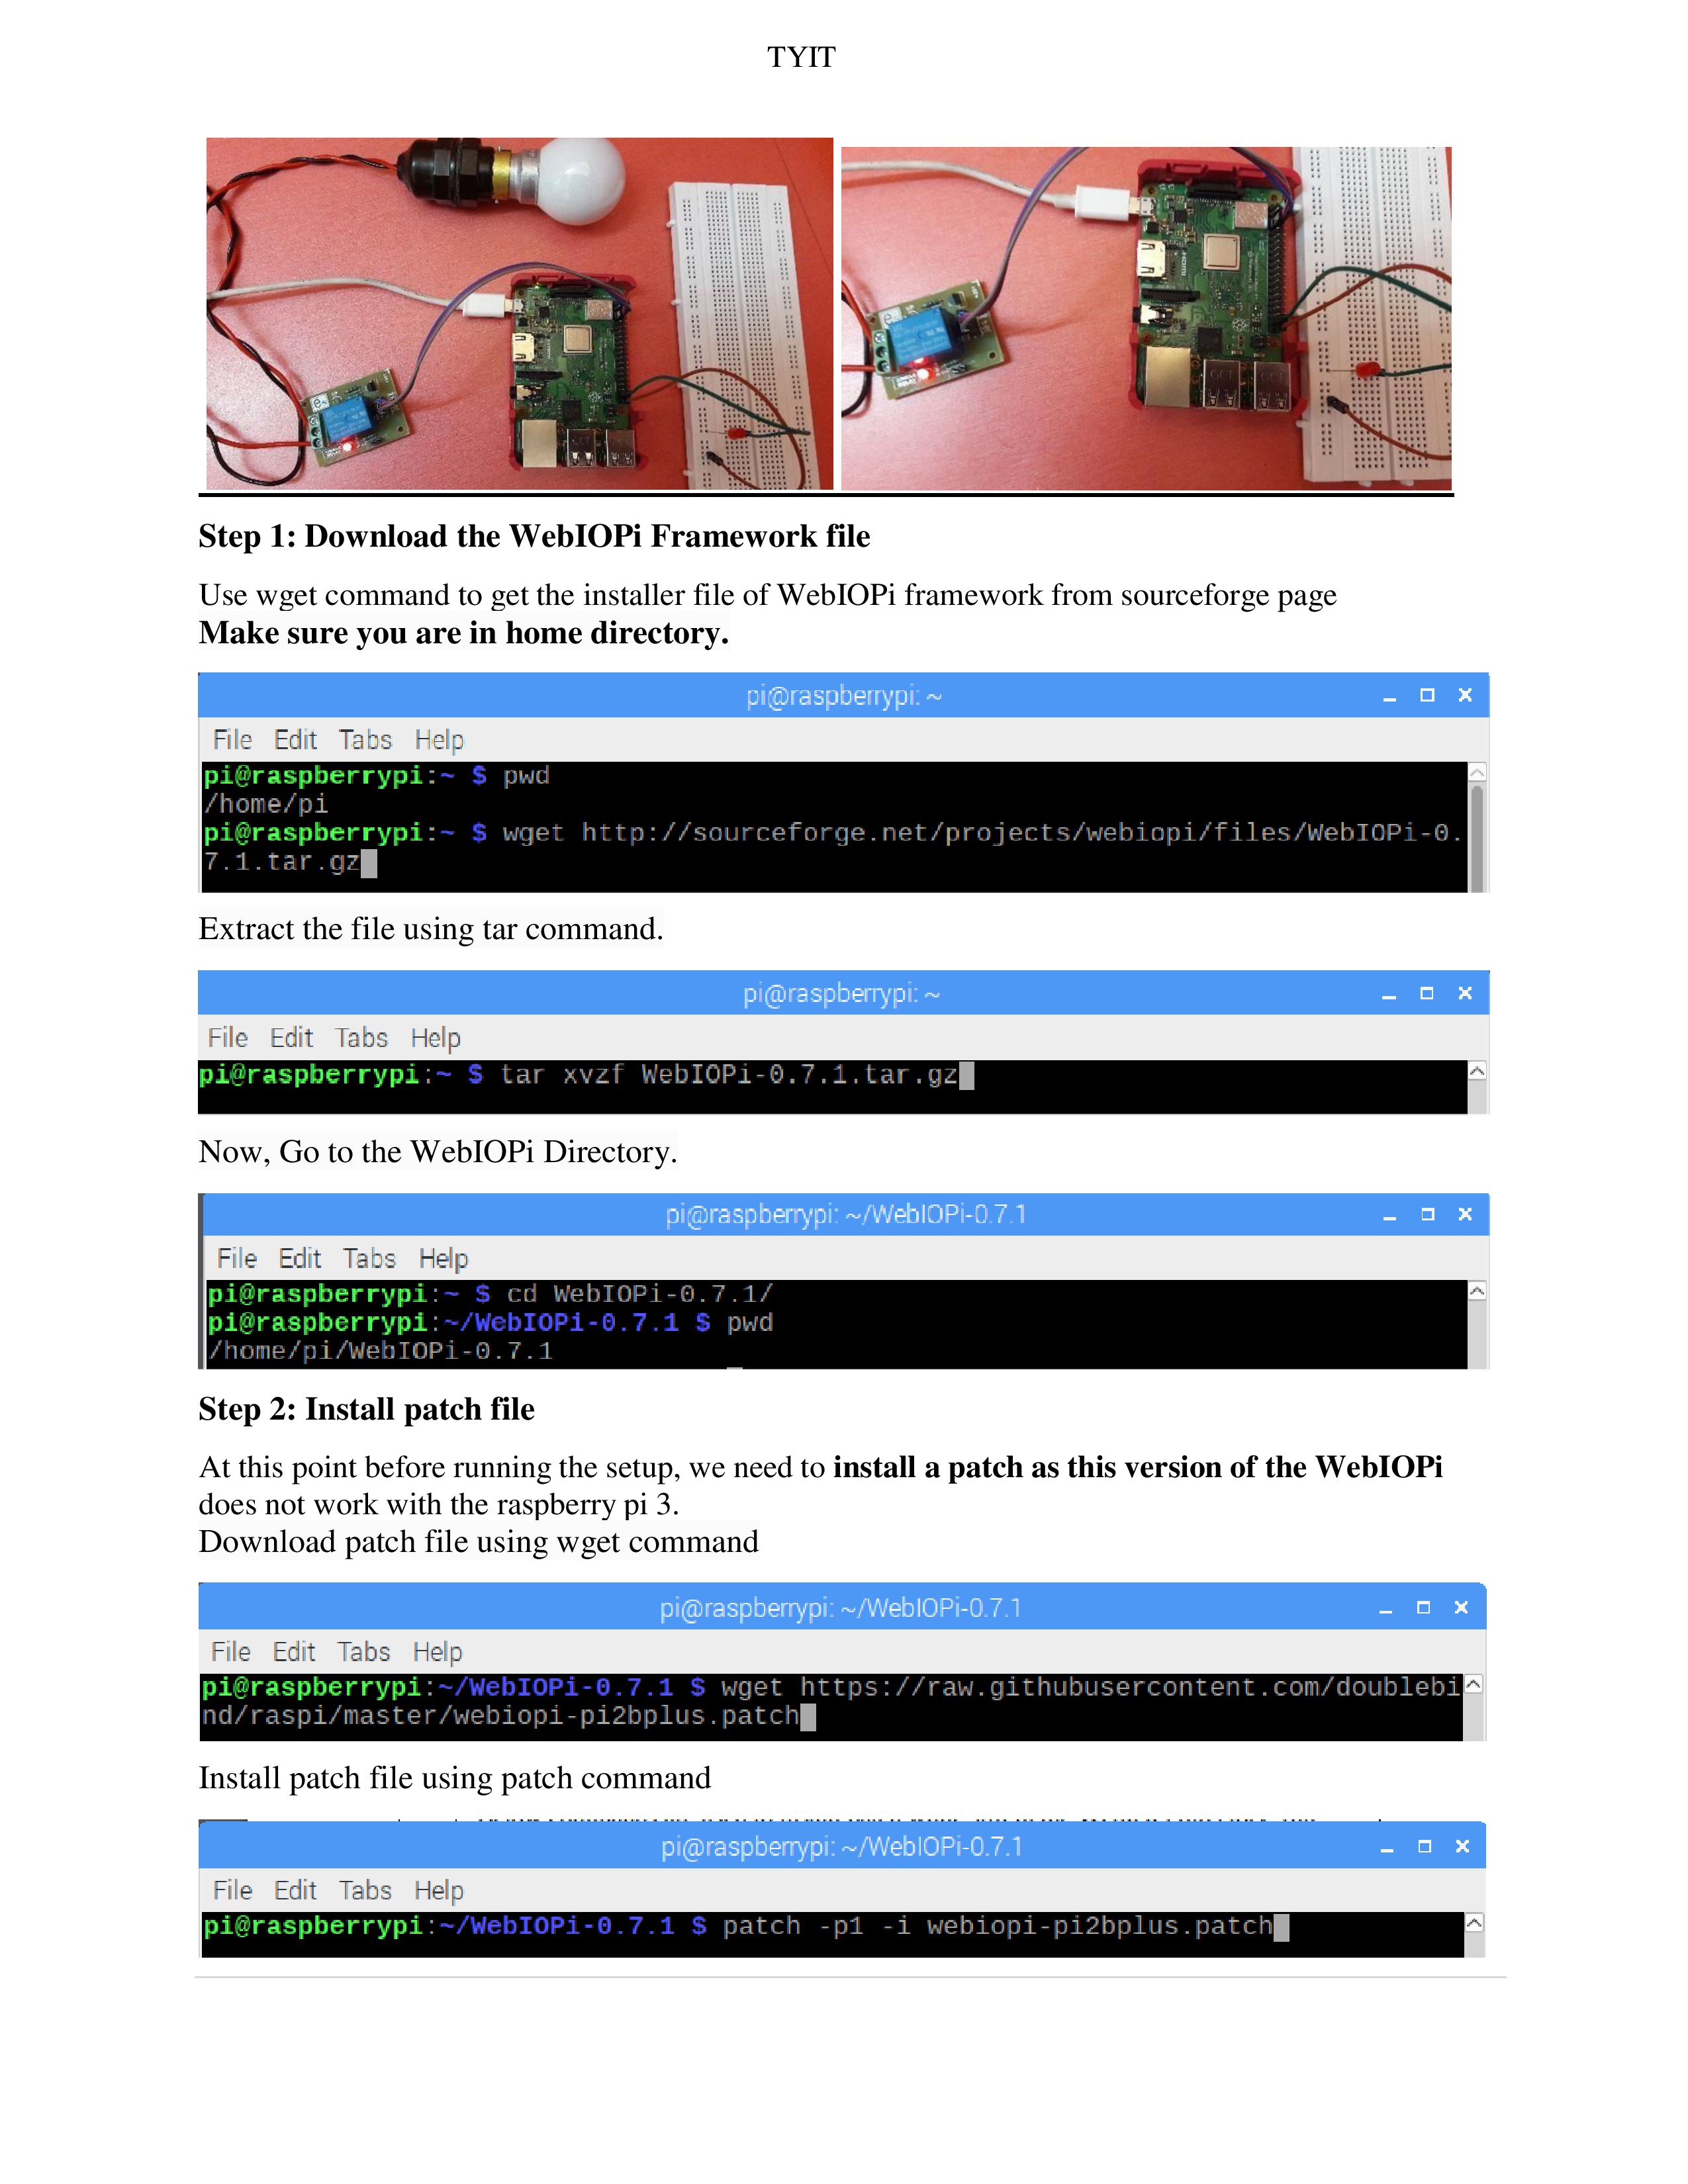 TYIT
Step 1: Download the WebIOPi Framework file
Use wget command to get the installer file of WebIOPi framework from sourceforge page
Make sure you are in home directory.
pi@raspberrypi: ~
File Edit Tabs Help
pi@raspberrypi:~ $ pwd
/home/pi
pi@raspberrypi:~ $ wget http://sourceforge.net/projects/webiopi/files/WebIOPi-0.
7.1.tar.gz
Extract the file using tar command.
pi@raspberrypi: ~
File Edit Tabs Help
pi@raspberrypi:~ $ tar xvzf WebIOPi-0.7.1.tar.gz
Now, Go to the WebIOPi Directory.
pi@raspberrypi: ~/WebIOPi-0.7.1
File Edit Tabs Help
pi@raspberrypi:~ $ cd WebIOPi-0.7.1/
pi@raspberrypi:~/WebIOPi-0.7.1 $ pwd
/home/pi/WebIOPi-0.7.1
Step 2: Install patch file
At this point before running the setup, we need to install a patch as this version of the WebIOPi
does not work with the raspberry pi 3.
Download patch file using wget command
pi@raspberrypi: ~/WebIOPi-0.7.1
File Edit Tabs Help
pi@raspberrypi:~/WebIOPi-0.7.1 $ wget https://raw.githubusercontent.com/doublebi
nd/raspi/master/webiopi-pi2bplus.patch
Install patch file using patch command
pi@raspberrypi: ~/WebIOPi-0.7.1
File Edit Tabs Help
pi@raspberrypi:~/WebIOPi-0.7.1 $ patch -p1 -i webiopi-pi2bplus.patch